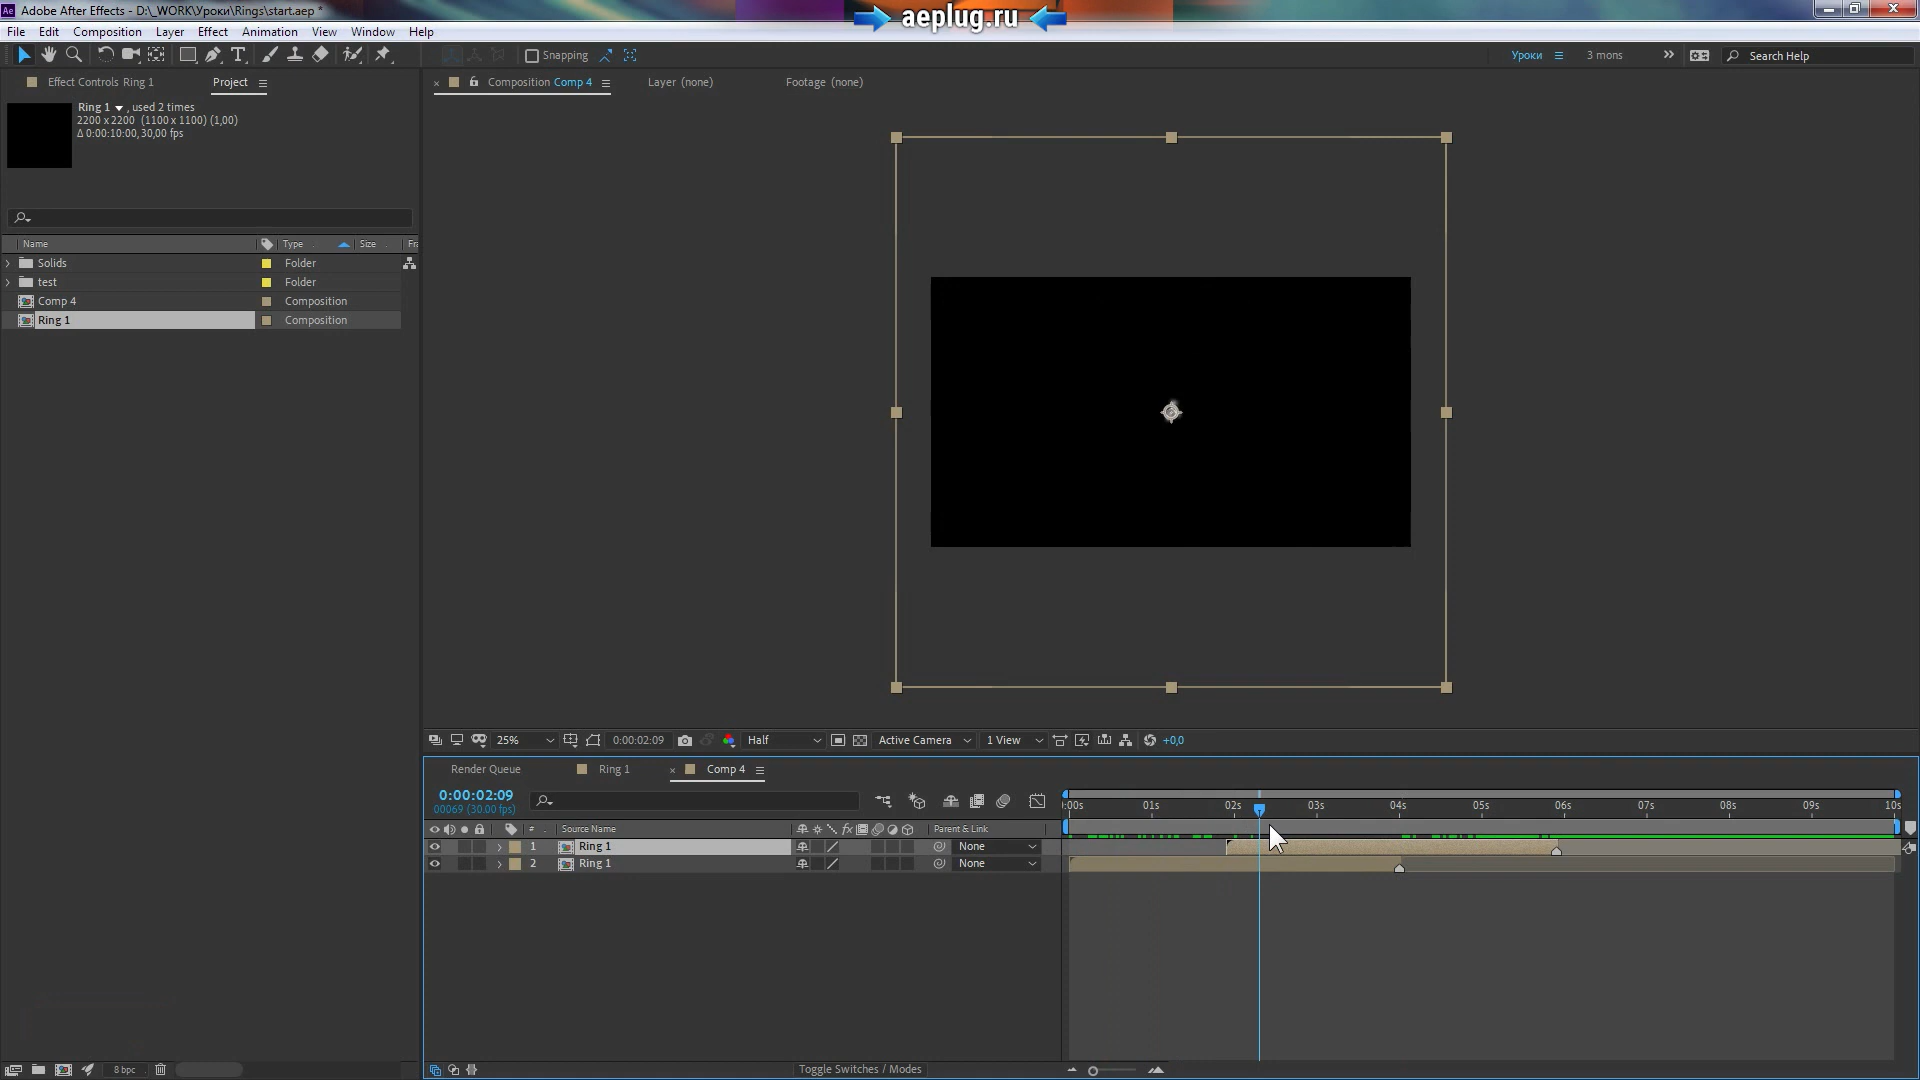 Adobe After Effects - D:\_WORK\Уроки\Rings\start.aep *
aeplug.ru
File Edit Composition Layer Effect Animation View Window Help
Snapping
Уроки
3 mons
Search Help
Effect Controls Ring 1
Project
Composition Comp 4
Layer (none)
Footage (none)
Ring 1 , used 2 times
2200 x 2200 (1100 x 1100) (1,00)
Δ 0:00:10:00, 30,00 fps
Name Type Size Fra
Solids Folder
test Folder
Comp 4 Composition
Ring 1 Composition
25% 0:00:02:09 Half Active Camera 1 View +0,0
Render Queue Ring 1 Comp 4
0:00:02:09
00069 (30.00 fps)
:00s 01s 02s 03s 04s 05s 06s 07s 08s 09s 10s
# Source Name fx Parent & Link
1 Ring 1 None
2 Ring 1 None
8 bpc
Toggle Switches / Modes